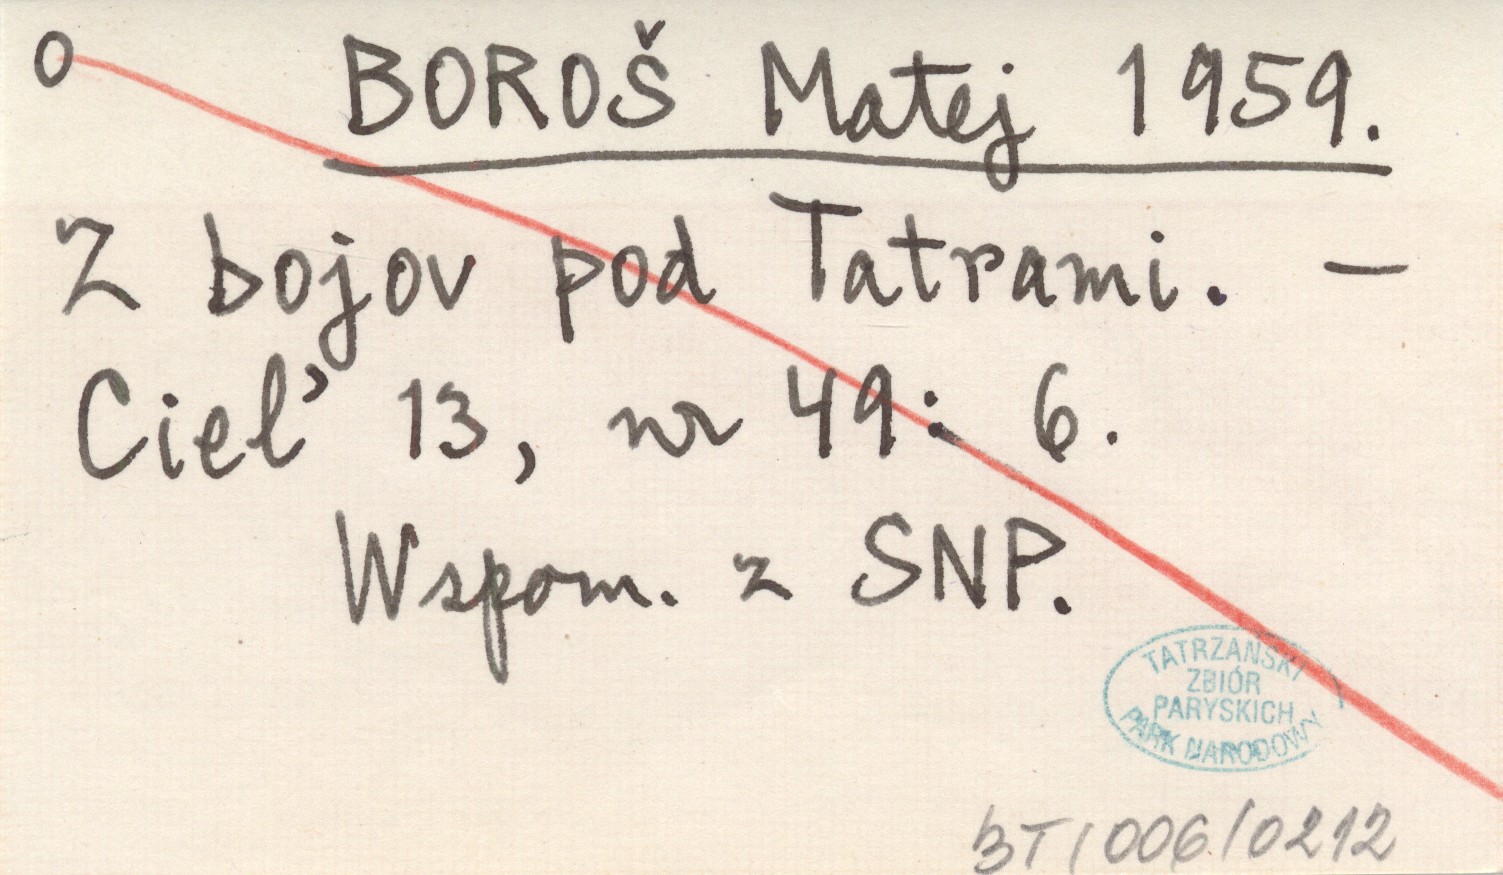 O BOROŠ Matej 1959.
Z bojov pod Tatrami. –
Cieľ 13, nr 49: 6.
Wspom. z SNP.
TATRZAŃSKI
ZBIÓR
PARYSKICH
PARK NARODOWY
BT/006/0212